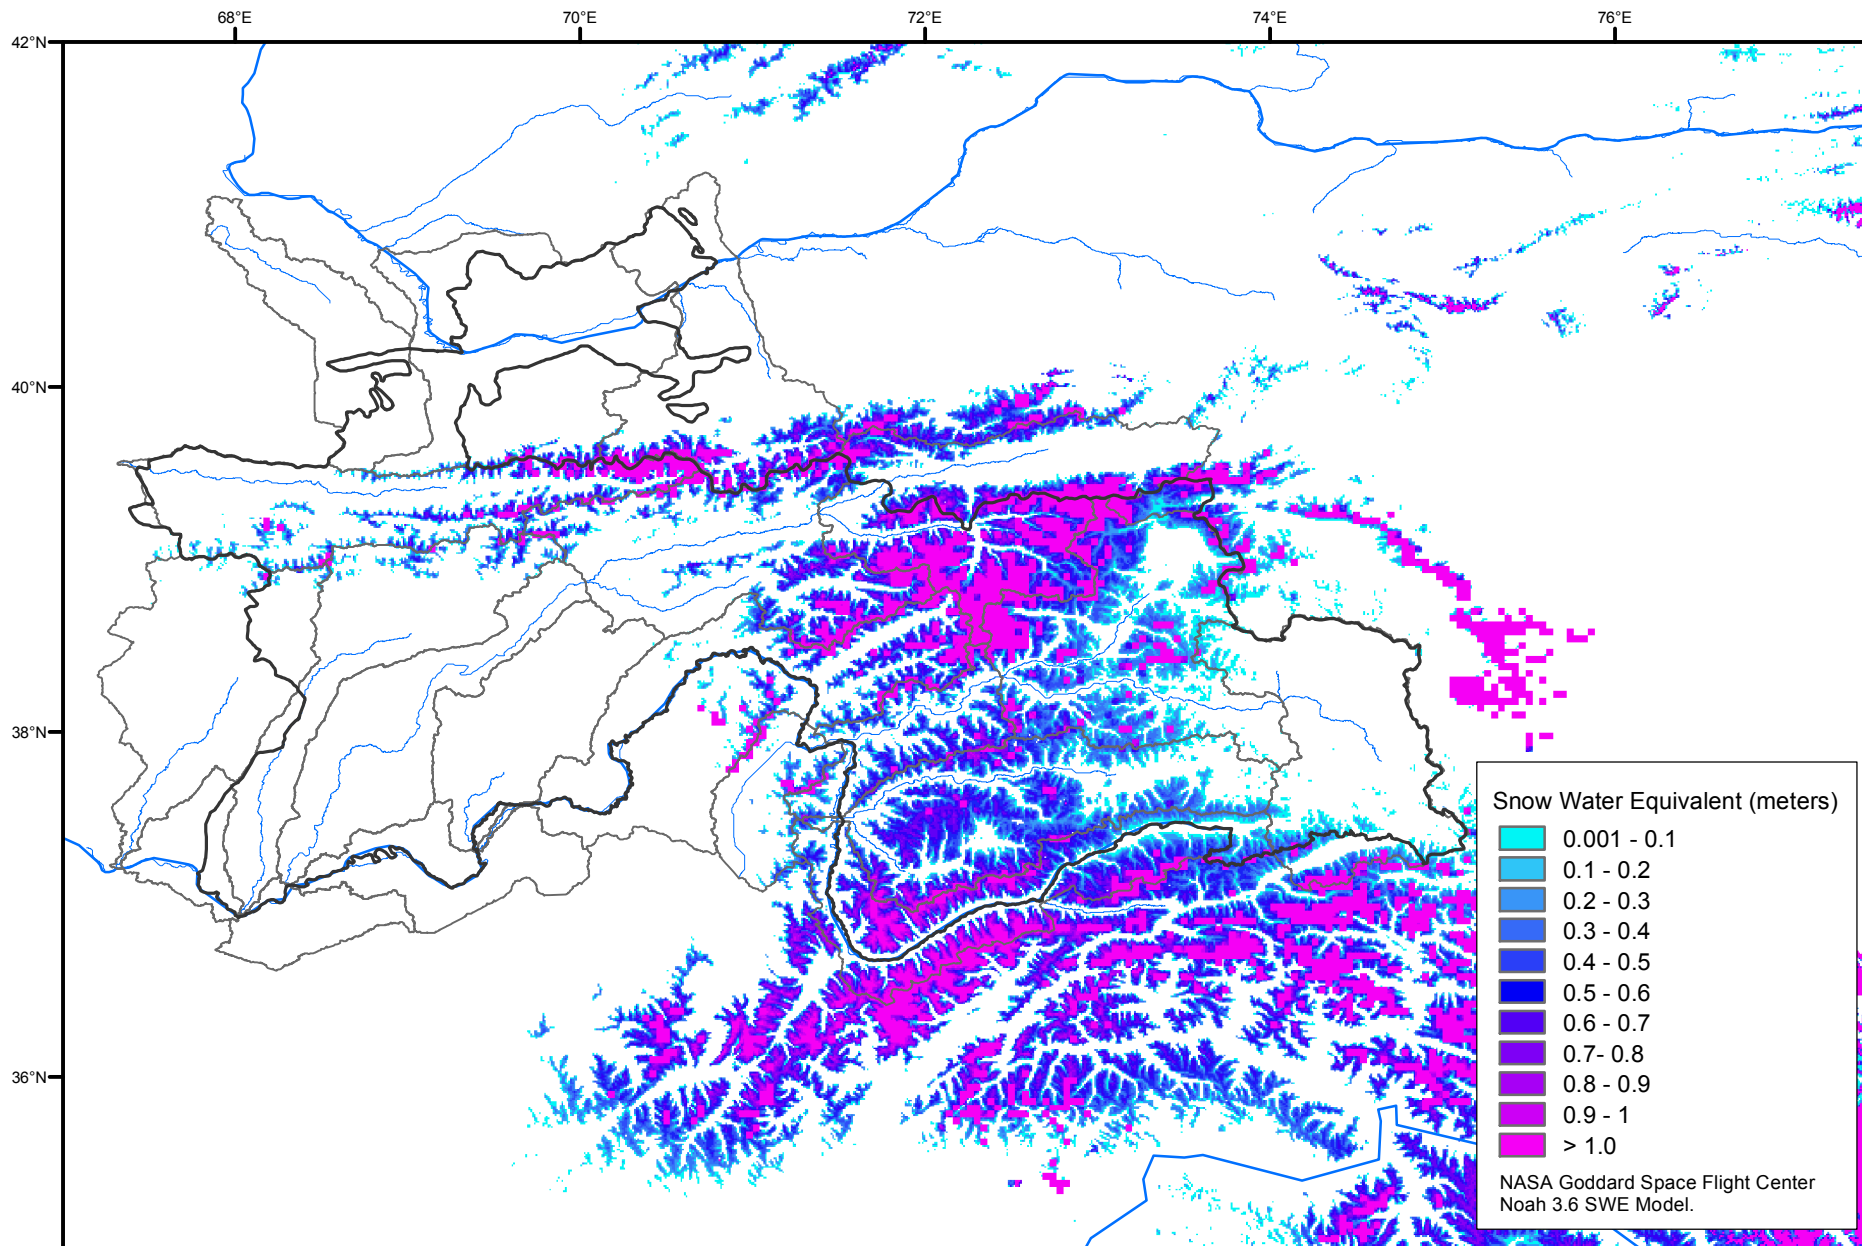 68°E 70°E 72°E 74°E 76°E
42°N
40°N
38°N
36°N
Snow Water Equivalent (meters)
0.001 - 0.1
0.1 - 0.2
0.2 - 0.3
0.3 - 0.4
0.4 - 0.5
0.5 - 0.6
0.6 - 0.7
0.7- 0.8
0.8 - 0.9
0.9 - 1
> 1.0
NASA Goddard Space Flight Center
Noah 3.6 SWE Model.